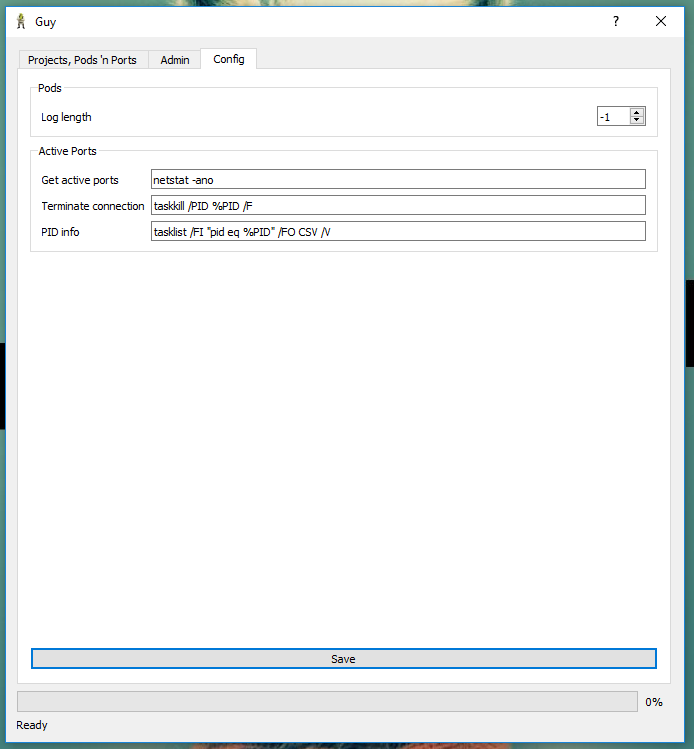 Guy
?
Projects, Pods 'n Ports Admin Config
Pods
Log length -1
Active Ports
Get active ports netstat -ano
Terminate connection taskkill /PID %PID /F
PID info tasklist /FI "pid eq %PID" /FO CSV /V
Save
0%
Ready